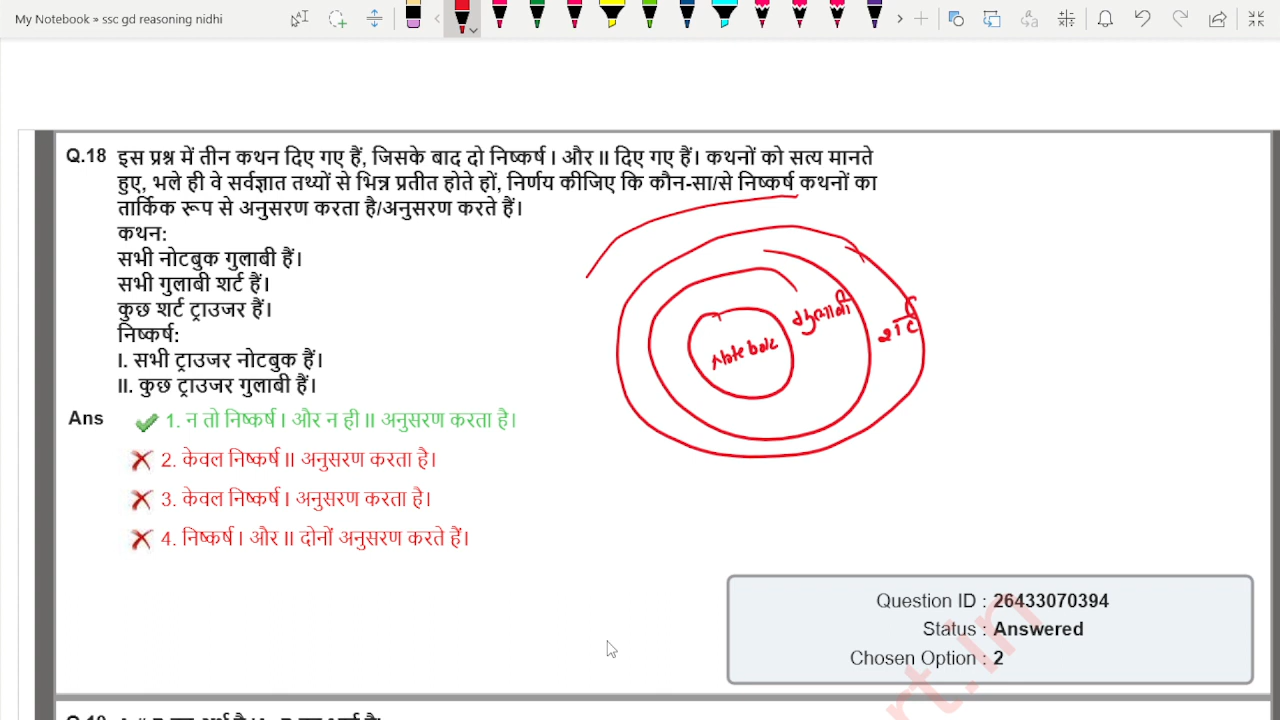 My Notebook » ssc gd reasoning nidhi
Q.18 इस प्रश्न में तीन कथन दिए गए हैं, जिसके बाद दो निष्कर्ष I और II दिए गए हैं। कथनों को सत्य मानते
हुए, भले ही वे सर्वज्ञात तथ्यों से भिन्न प्रतीत होते हों, निर्णय कीजिए कि कौन-सा/से निष्कर्ष कथनों का
तार्किक रूप से अनुसरण करता है/अनुसरण करते हैं।
कथन:
सभी नोटबुक गुलाबी हैं।
सभी गुलाबी शर्ट हैं।
कुछ शर्ट ट्राउजर हैं।
निष्कर्ष:
I. सभी ट्राउजर नोटबुक हैं।
II. कुछ ट्राउजर गुलाबी हैं।
Ans 1. न तो निष्कर्ष I और न ही II अनुसरण करता है।
2. केवल निष्कर्ष II अनुसरण करता है।
3. केवल निष्कर्ष I अनुसरण करता है।
4. निष्कर्ष I और II दोनों अनुसरण करते हैं।
शर्ट
Question ID : 26433070394
Status : Answered
Chosen Option : 2
rt.in